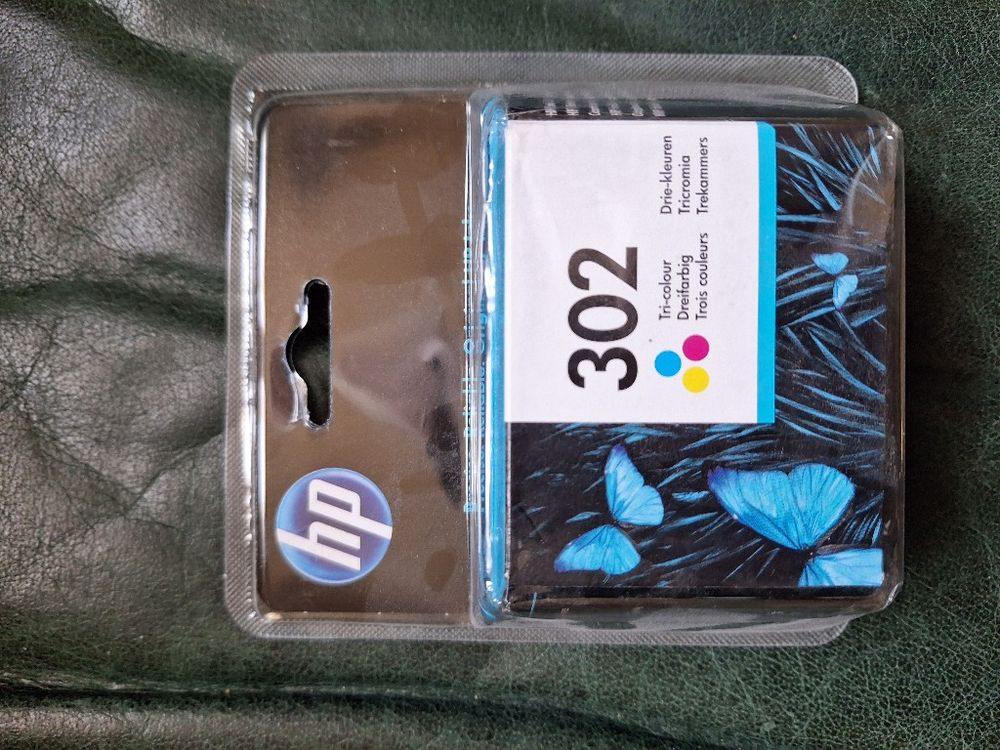 hp
302
Tri-colour
Dreifarbig
Trois couleurs
Drie-kleuren
Tricromia
Trekammers